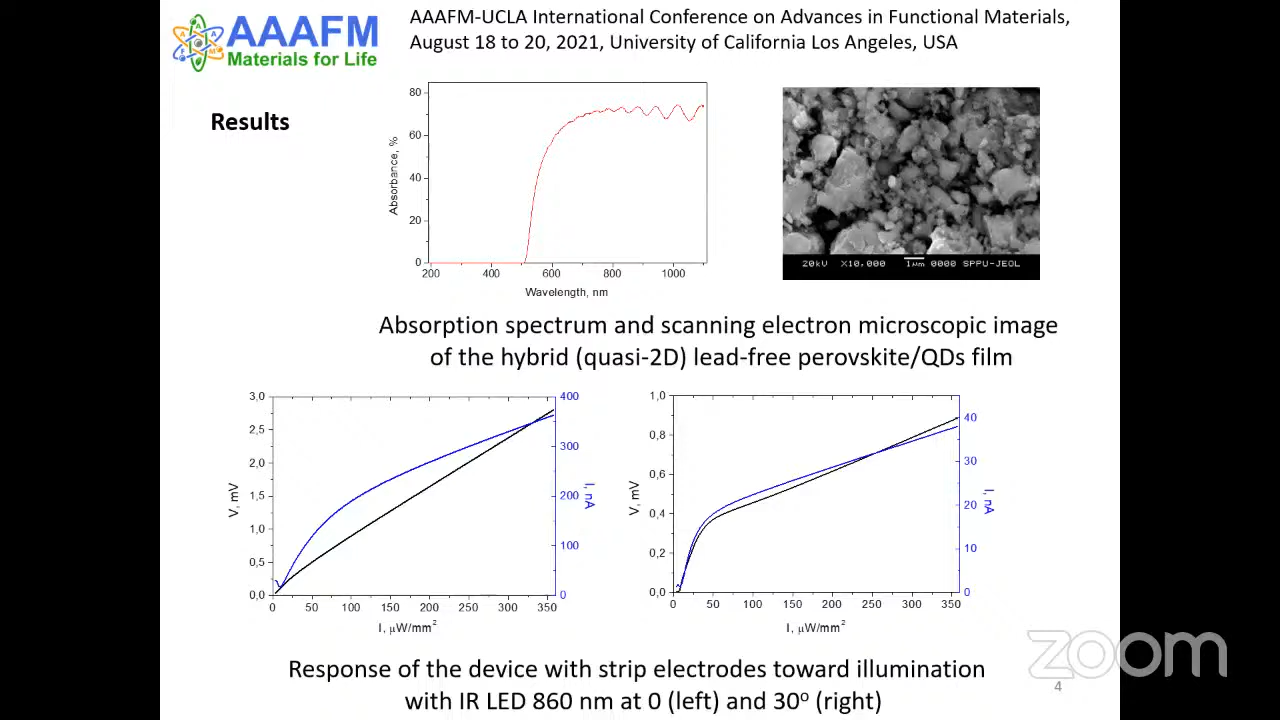 AAAFM
Materials for Life
AAAFM-UCLA International Conference on Advances in Functional Materials,
August 18 to 20, 2021, University of California Los Angeles, USA
Results
Absorbance, %
80
60
40
20
0
200 400 600 800 1000
Wavelength, nm
20kV X10,000 1µm 0000 SPPU-JEOL
Absorption spectrum and scanning electron microscopic image
of the hybrid (quasi-2D) lead-free perovskite/QDs film
V, mV
3,0
2,5
2,0
1,5
1,0
0,5
0,0
400
300
200
100
0
I, nA
0 50 100 150 200 250 300 350
I, µW/mm²
V, mV
1,0
0,8
0,6
0,4
0,2
0,0
40
30
20
10
0
I, nA
0 50 100 150 200 250 300 350
I, µW/mm²
Response of the device with strip electrodes toward illumination
with IR LED 860 nm at 0 (left) and 30º (right)
zoom
4